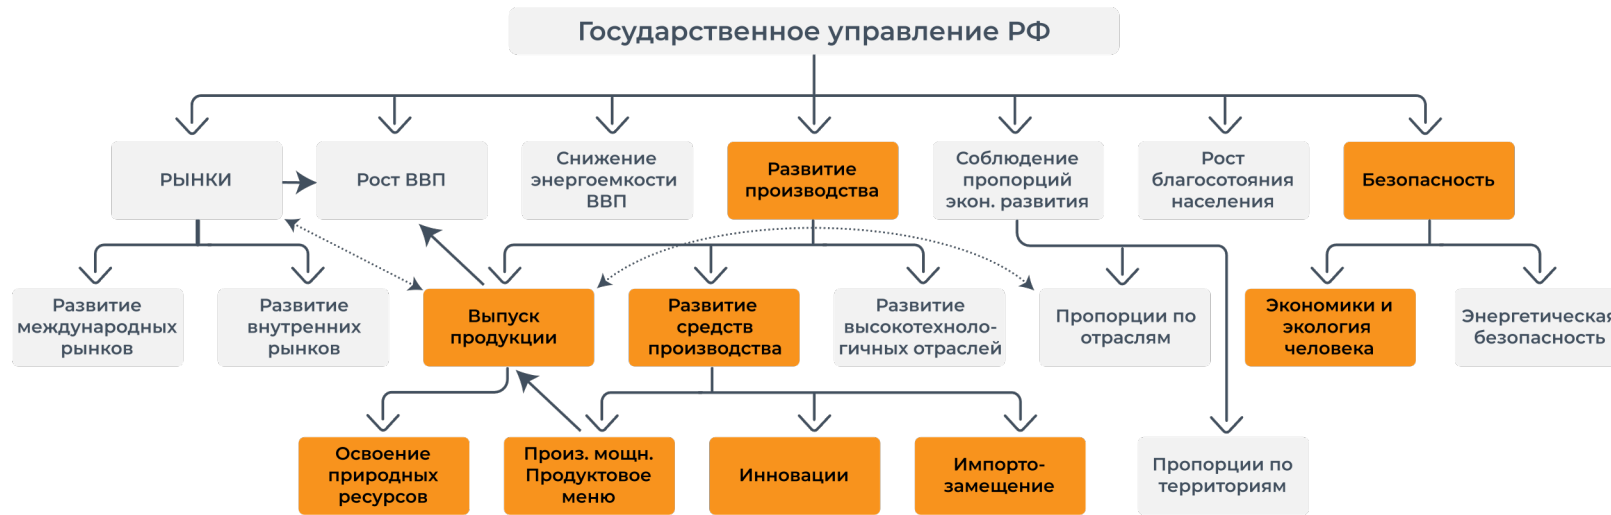 Государственное управление РФ
РЫНКИ
Рост ВВП
Снижение
энергоемкости
ВВП
Развитие
производства
Соблюдение
пропорций
экон. развития
Рост
благосотояния
населения
Безопасность
Развитие
международных
рынков
Развитие
внутренних
рынков
Выпуск
продукции
Развитие
средств
производства
Развитие
высокотехноло-
гичных отраслей
Пропорции по
отраслям
Экономики и
экология
человека
Энергетическая
безопасность
Освоение
природных
ресурсов
Произ. мощн.
Продуктовое
меню
Инновации
Импорто-
замещение
Пропорции по
территориям